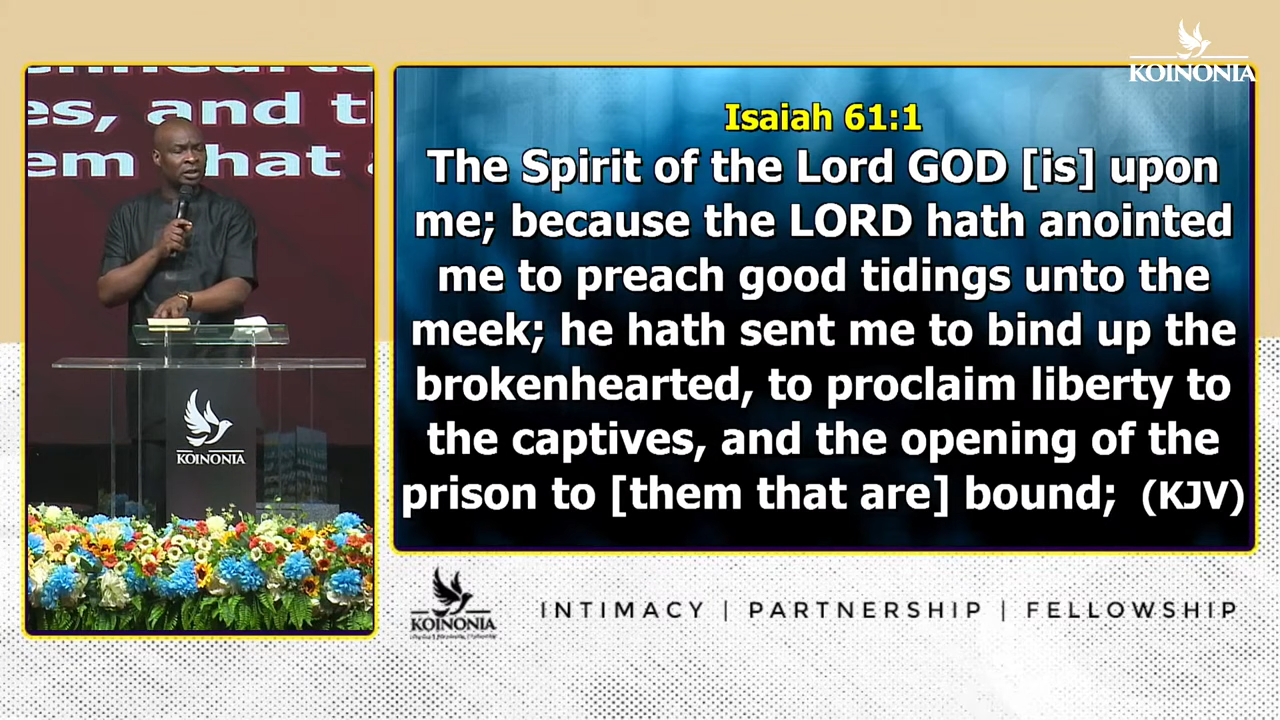 KOINONIA
es, and th
em that a
KOINONIA
Isaiah 61:1
The Spirit of the Lord GOD [is] upon
me; because the LORD hath anointed
me to preach good tidings unto the
meek; he hath sent me to bind up the
brokenhearted, to proclaim liberty to
the captives, and the opening of the
prison to [them that are] bound; (KJV)
KOINONIA
INTIMACY | PARTNERSHIP | FELLOWSHIP